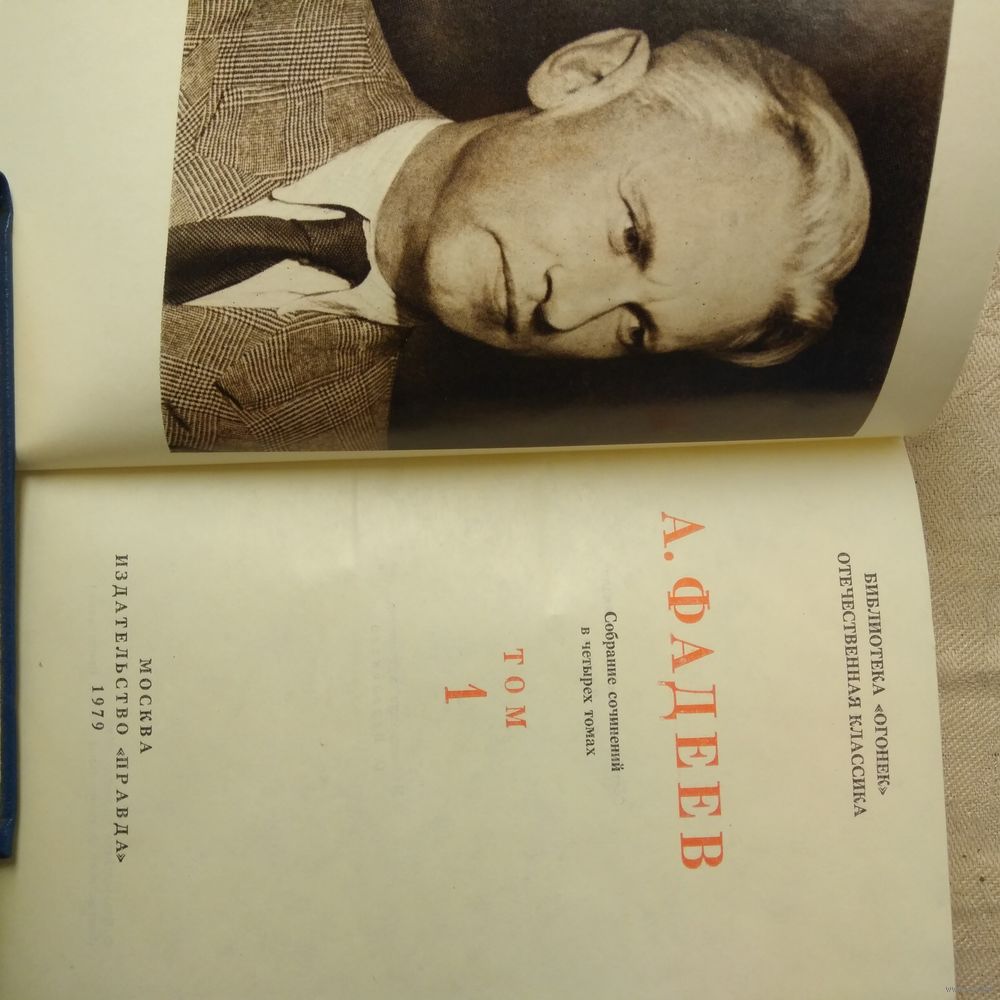 БИБЛИОТЕКА «ОГОНЕК»
ОТЕЧЕСТВЕННАЯ КЛАССИКА
А. ФАДЕЕВ
Собрание сочинений
в четырех томах
ТОМ
1
МОСКВА
ИЗДАТЕЛЬСТВО «ПРАВДА»
1979